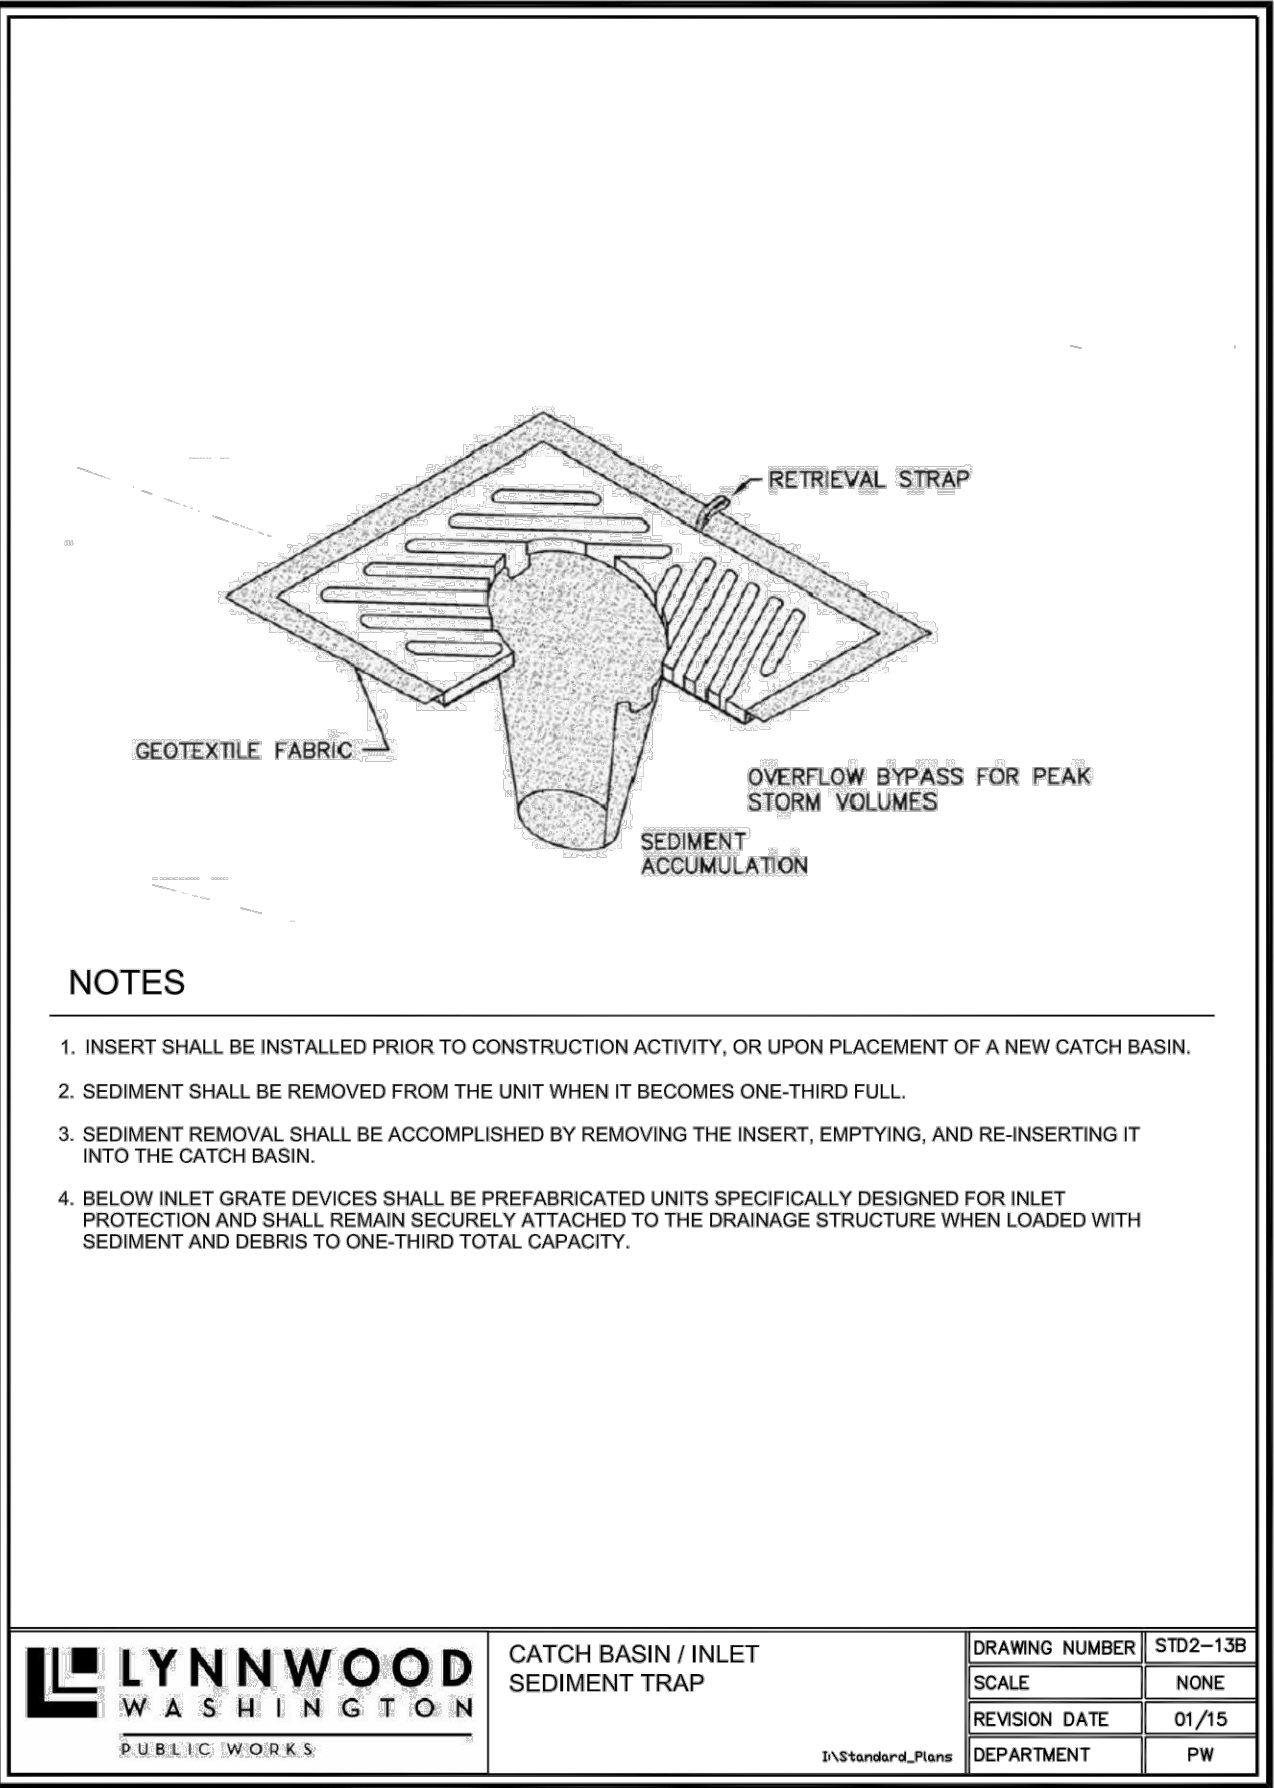 RETRIEVAL STRAP
GEOTEXTILE FABRIC
OVERFLOW BYPASS FOR PEAK
STORM VOLUMES
SEDIMENT
ACCUMULATION
NOTES
1. INSERT SHALL BE INSTALLED PRIOR TO CONSTRUCTION ACTIVITY, OR UPON PLACEMENT OF A NEW CATCH BASIN.
2. SEDIMENT SHALL BE REMOVED FROM THE UNIT WHEN IT BECOMES ONE-THIRD FULL.
3. SEDIMENT REMOVAL SHALL BE ACCOMPLISHED BY REMOVING THE INSERT, EMPTYING, AND RE-INSERTING IT
INTO THE CATCH BASIN.
4. BELOW INLET GRATE DEVICES SHALL BE PREFABRICATED UNITS SPECIFICALLY DESIGNED FOR INLET
PROTECTION AND SHALL REMAIN SECURELY ATTACHED TO THE DRAINAGE STRUCTURE WHEN LOADED WITH
SEDIMENT AND DEBRIS TO ONE-THIRD TOTAL CAPACITY.
LYNNWOOD
WASHINGTON
PUBLIC WORKS
CATCH BASIN / INLET
SEDIMENT TRAP
I:\Standard_Plans
DRAWING NUMBER STD2-13B
SCALE NONE
REVISION DATE 01/15
DEPARTMENT PW